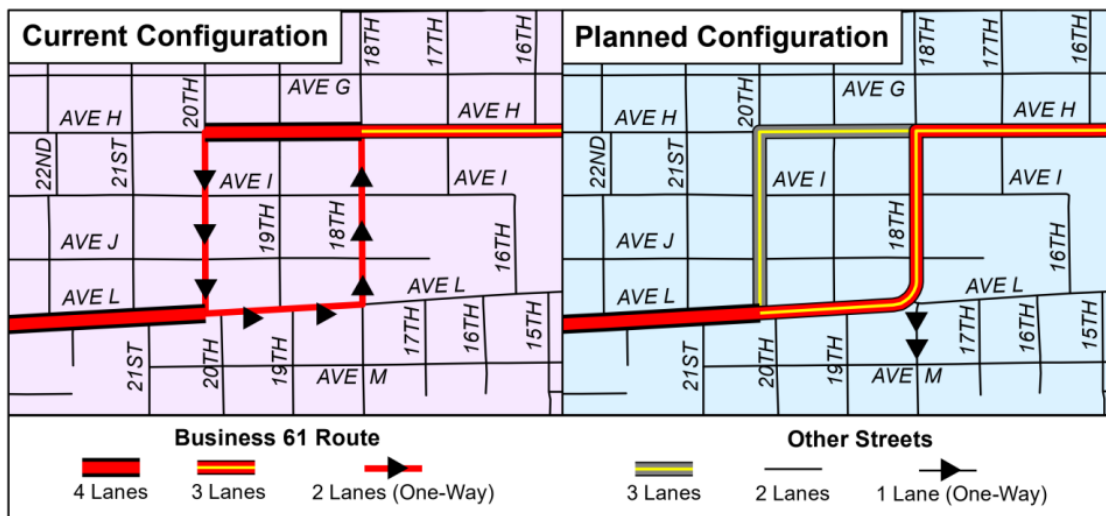 Current Configuration
18TH
17TH
16TH
20TH
AVE G
AVE H
AVE H
22ND
21ST
AVE I
AVE I
19TH
18TH
AVE J
16TH
AVE L
AVE L
21ST
20TH
19TH
17TH
16TH
15TH
AVE M
Planned Configuration
18TH
17TH
16TH
20TH
AVE G
AVE H
AVE H
22ND
21ST
AVE I
AVE I
18TH
AVE J
16TH
AVE L
AVE L
21ST
20TH
19TH
17TH
16TH
15TH
AVE M
Business 61 Route
4 Lanes
3 Lanes
2 Lanes (One-Way)
Other Streets
3 Lanes
2 Lanes
1 Lane (One-Way)